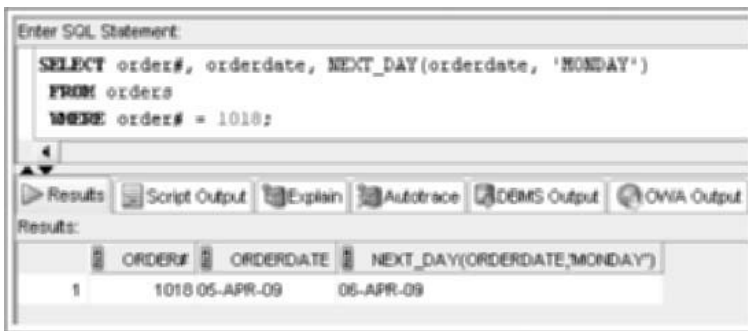 Enter SQL Statement:
SELECT order#, orderdate, NEXT_DAY(orderdate, 'MONDAY')
FROM orders
WHERE order# = 1018;
Results Script Output Explain Autotrace DBMS Output OWA Output
Results:
ORDER# ORDERDATE NEXT_DAY(ORDERDATE,'MONDAY')
1 1018 05-APR-09 06-APR-09